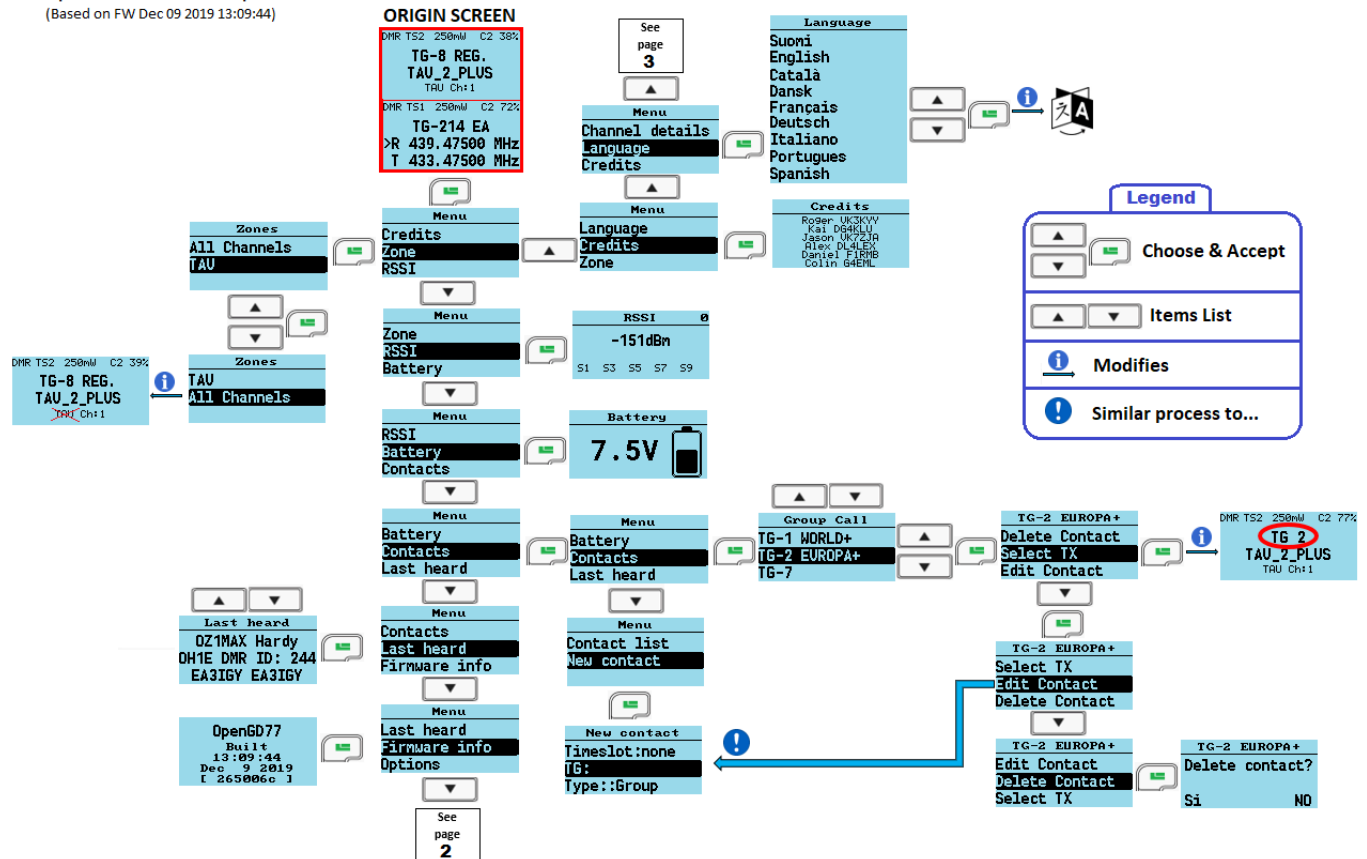 (Based on FW Dec 09 2019 13:09:44)
ORIGIN SCREEN
DMR TS2 250mW C2 38%
TG-8 REG.
TAU_2_PLUS
TAU Ch:1
DMR TS1 250mW C2 72%
TG-214 EA
>R 439.47500 MHz
T 433.47500 MHz
See
page
3
Menu
Channel details
Language
Credits
Language
Suomi
English
Català
Dansk
Français
Deutsch
Italiano
Portugues
Spanish
Menu
Language
Credits
Zone
Credits
Roger VK3KYY
Kai DG4KLU
Jason VK7ZJA
Alex DL4LEX
Daniel F1RMB
Colin G4EML
Legend
Choose & Accept
Items List
Modifies
Similar process to...
Menu
Credits
Zone
RSSI
Zones
All Channels
TAU
Zones
TAU
All Channels
DMR TS2 250mW C2 39%
TG-8 REG.
TAU_2_PLUS
TAU Ch:1
Menu
Zone
RSSI
Battery
RSSI 0
-151dBm
S1 S3 S5 S7 S9
Menu
RSSI
Battery
Contacts
Battery
7.5V
Menu
Battery
Contacts
Last heard
Menu
Battery
Contacts
Last heard
Group Call
TG-1 WORLD+
TG-2 EUROPA+
TG-7
TG-2 EUROPA+
Delete Contact
Select TX
Edit Contact
DMR TS2 250mW C2 77%
TG 2
TAU_2_PLUS
TAU Ch:1
Menu
Contacts
Last heard
Firmware info
Last heard
OZ1MAX Hardy
OH1E DMR ID: 244
EA3IGY EA3IGY
Menu
Contact list
New contact
TG-2 EUROPA+
Select TX
Edit Contact
Delete Contact
Menu
Last heard
Firmware info
Options
OpenGD77
Built
13:09:44
Dec 9 2019
[ 265006c ]
New contact
Timeslot:none
TG:
Type::Group
TG-2 EUROPA+
Edit Contact
Delete Contact
Select TX
TG-2 EUROPA+
Delete contact?
Si NO
See
page
2